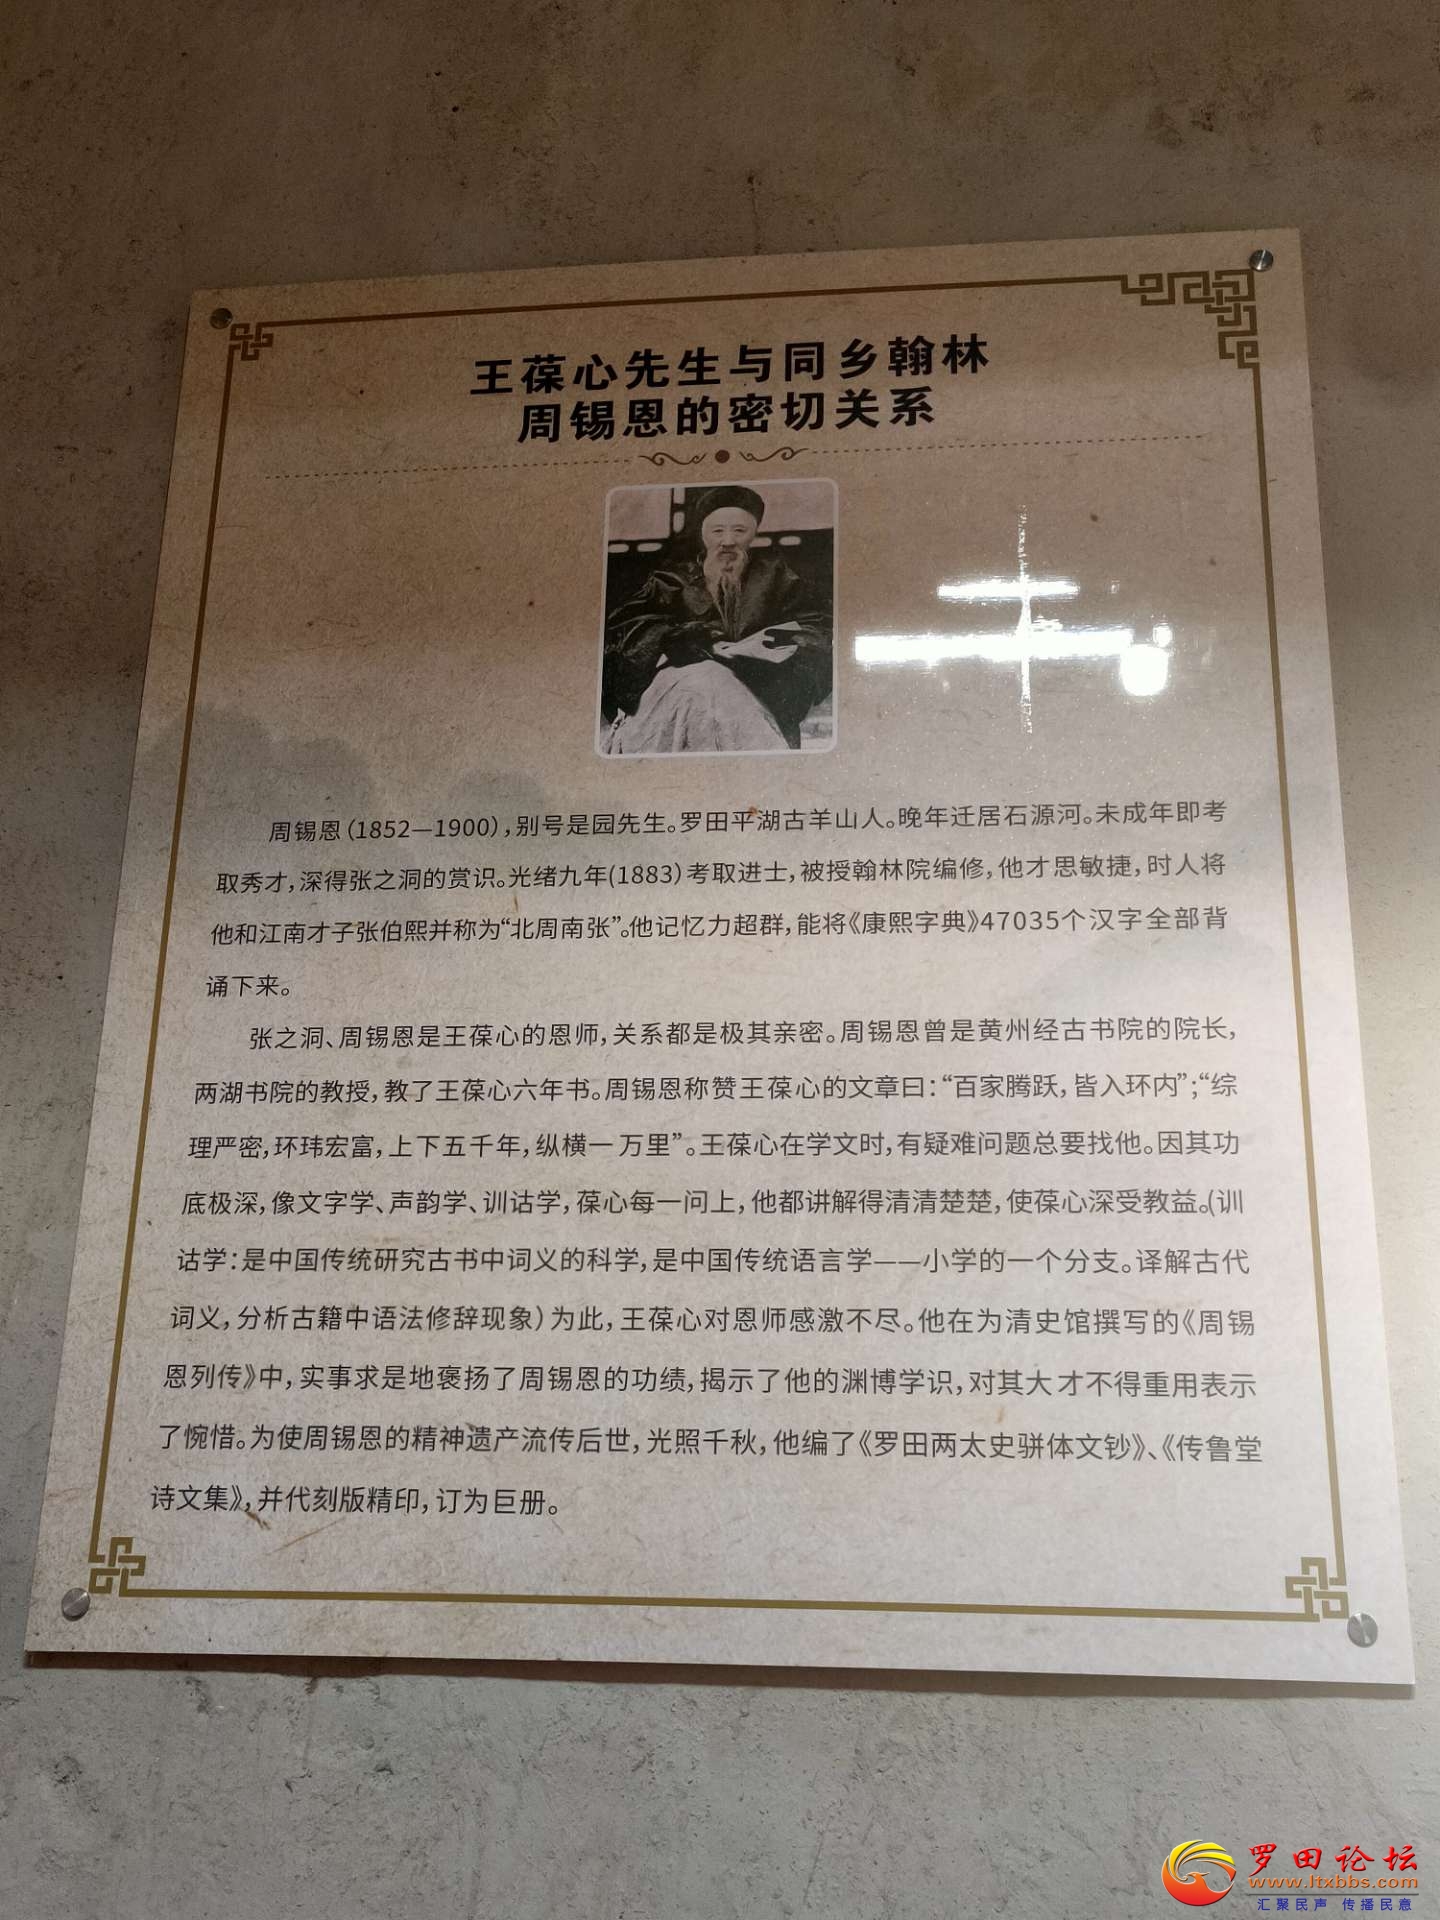 王葆心先生与同乡翰林
周锡恩的密切关系
周锡恩（1852—1900），别号是园先生。罗田平湖古羊山人。晚年迁居石源河。未成年即考
取秀才，深得张之洞的赏识。光绪九年(1883）考取进士，被授翰林院编修，他才思敏捷，时人将
他和江南才子张伯熙并称为“北周南张”。他记忆力超群，能将《康熙字典》47035个汉字全部背
诵下来。
张之洞、周锡恩是王葆心的恩师，关系都是极其亲密。周锡恩曾是黄州经古书院的院长，
两湖书院的教授，教了王葆心六年书。周锡恩称赞王葆心的文章曰：“百家腾跃，皆入环内”；“综
理严密，环玮宏富，上下五千年，纵横一万里”。王葆心在学文时，有疑难问题总要找他。因其功
底极深，像文字学、声韵学、训诂学，葆心每一问上，他都讲解得清清楚楚，使葆心深受教益。(训
诂学：是中国传统研究古书中词义的科学，是中国传统语言学——小学的一个分支。译解古代
词义，分析古籍中语法修辞现象）为此，王葆心对恩师感激不尽。他在为清史馆撰写的《周锡
恩列传》中，实事求是地褒扬了周锡恩的功绩，揭示了他的渊博学识，对其大才不得重用表示
了惋惜。为使周锡恩的精神遗产流传后世，光照千秋，他编了《罗田两太史骈体文钞》、《传鲁堂
诗文集》，并代刻版精印，订为巨册。
罗田论坛
www.ltxbbs.com
汇聚民声 传播民意